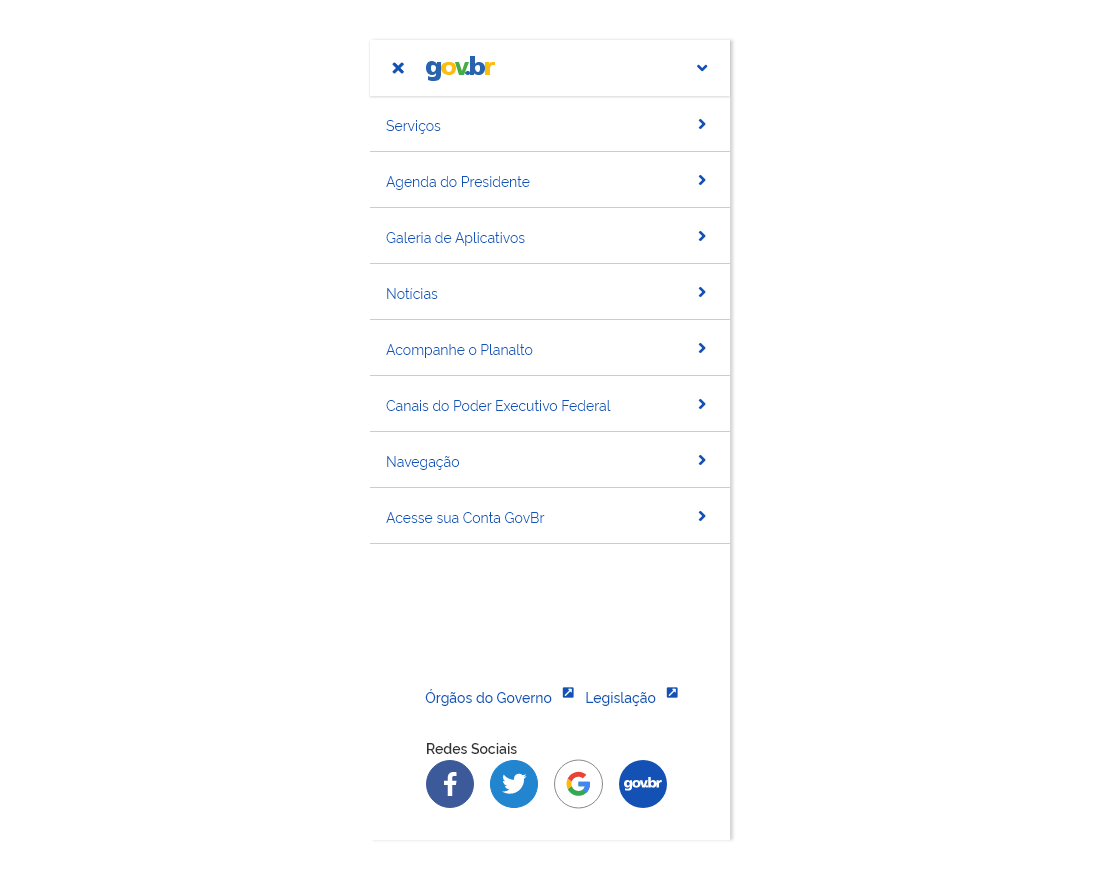 gov.br
Serviços
Agenda do Presidente
Galeria de Aplicativos
Notícias
Acompanhe o Planalto
Canais do Poder Executivo Federal
Navegação
Acesse sua Conta GovBr
Órgãos do Governo Legislação
Redes Sociais
gov.br